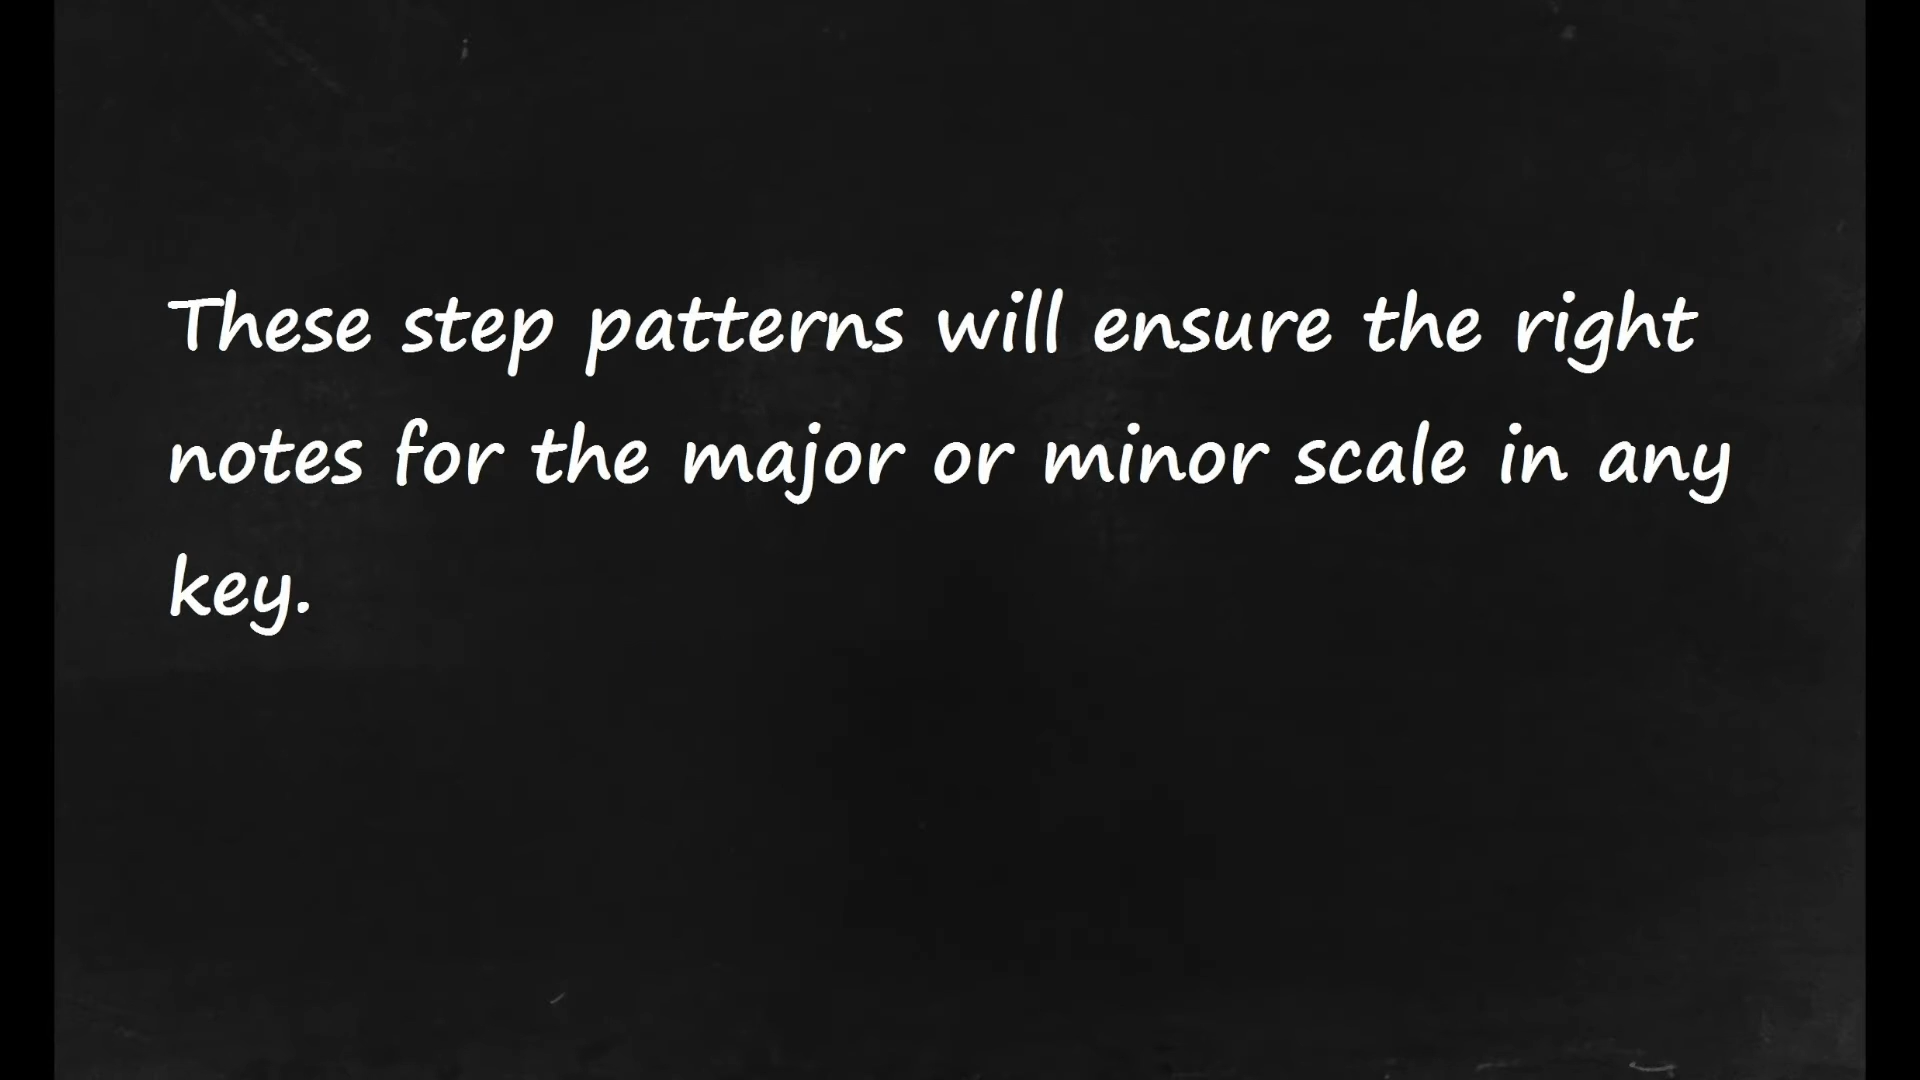 These step patterns will ensure the right
notes for the major or minor scale in any
key.